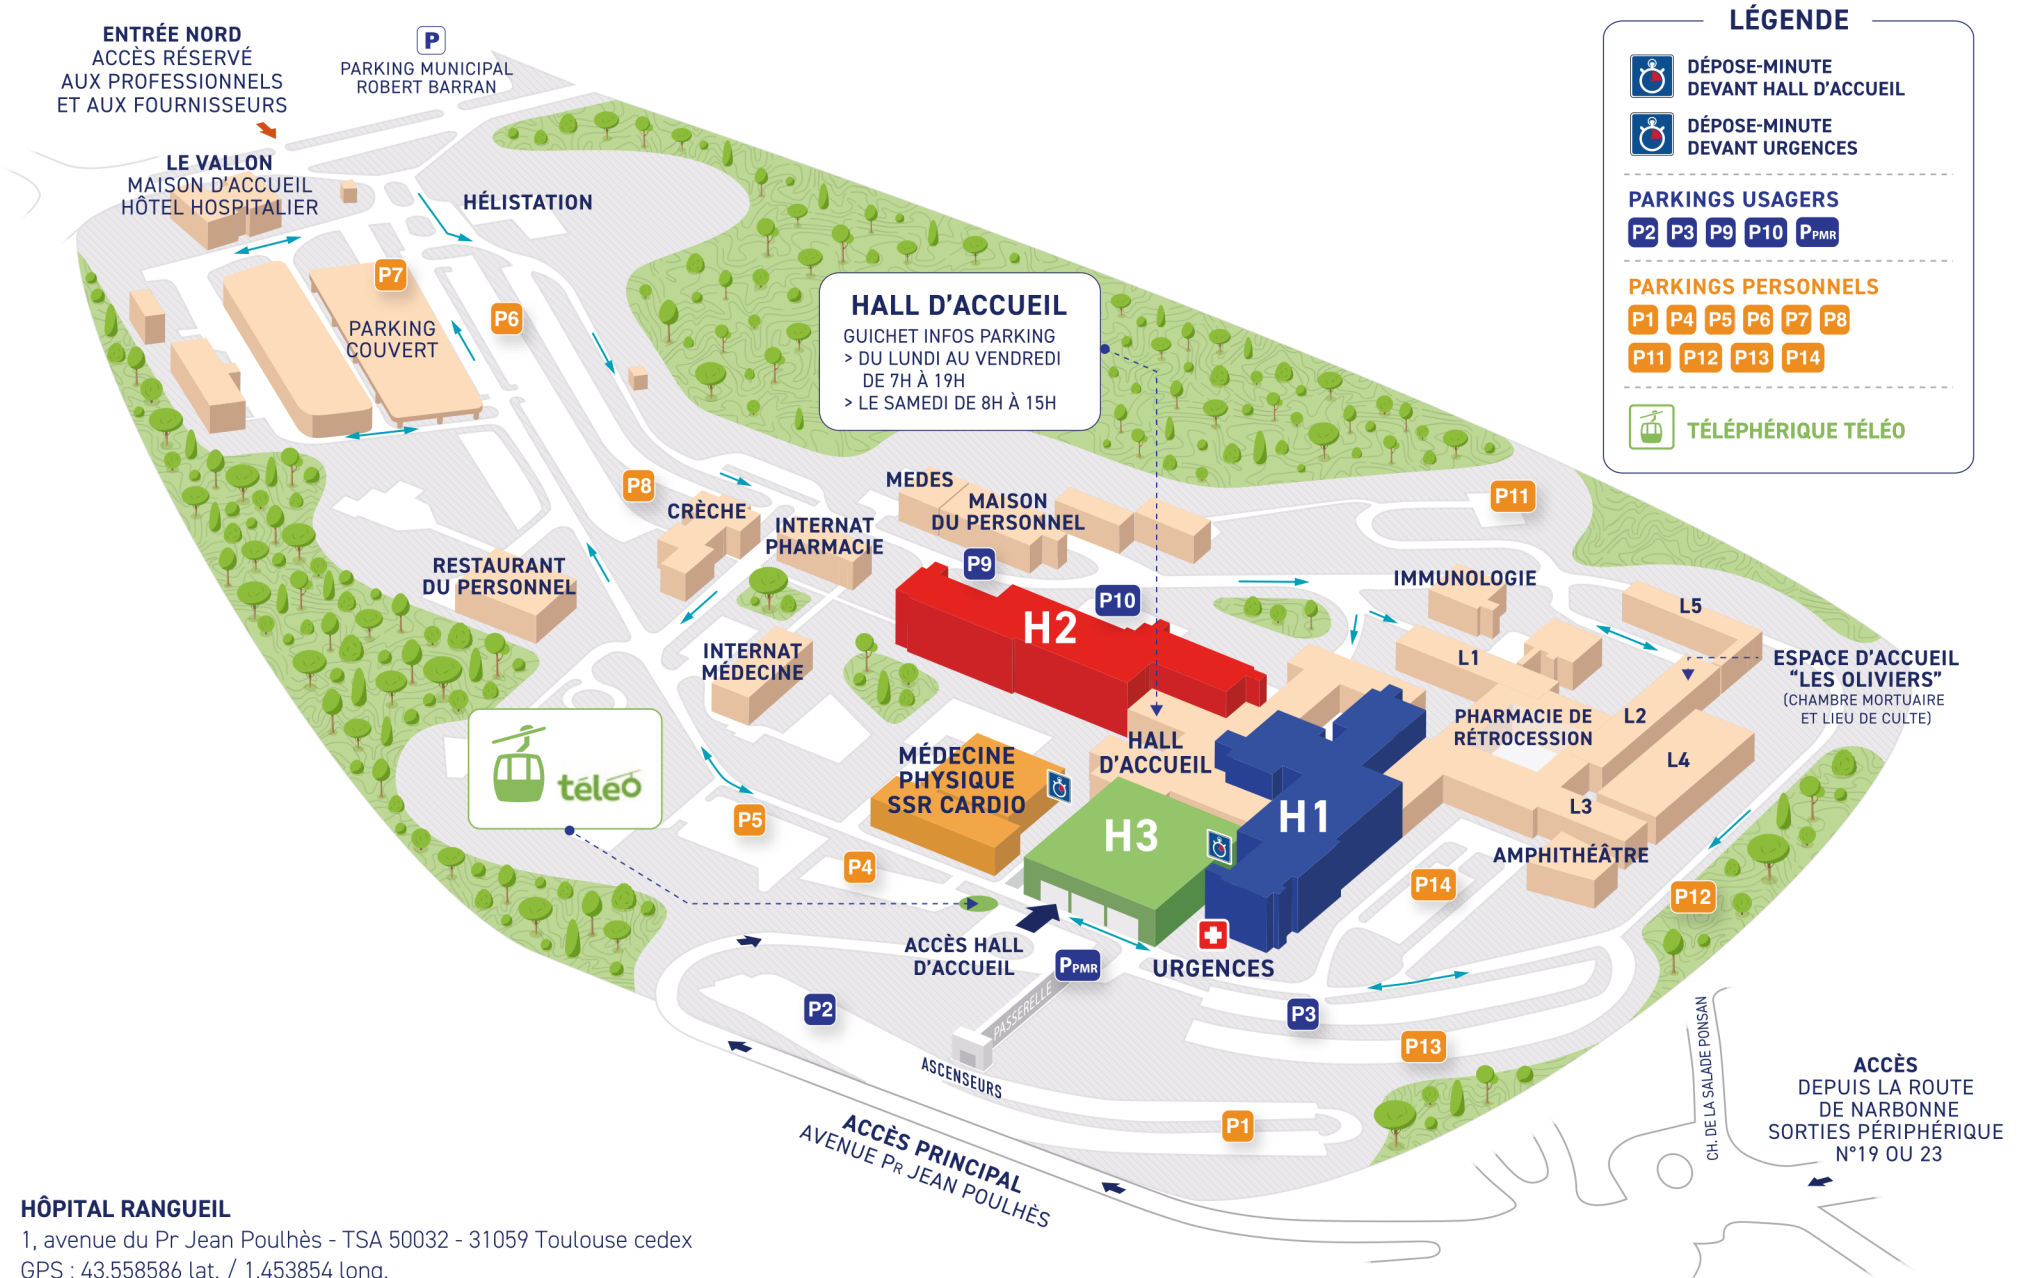 ENTRÉE NORD
ACCÈS RÉSERVÉ
AUX PROFESSIONNELS
ET AUX FOURNISSEURS
P
PARKING MUNICIPAL
ROBERT BARRAN
LE VALLON
MAISON D'ACCUEIL
HÔTEL HOSPITALIER
HÉLISTATION
P7
PARKING
COUVERT
P6
HALL D'ACCUEIL
GUICHET INFOS PARKING
> DU LUNDI AU VENDREDI
DE 7H À 19H
> LE SAMEDI DE 8H À 15H
LÉGENDE
DÉPOSE-MINUTE
DEVANT HALL D'ACCUEIL
DÉPOSE-MINUTE
DEVANT URGENCES
PARKINGS USAGERS
P2 P3 P9 P10 PPMR
PARKINGS PERSONNELS
P1 P4 P5 P6 P7 P8
P11 P12 P13 P14
TÉLÉPHÉRIQUE TÉLÉO
P8
CRÈCHE
INTERNAT
PHARMACIE
MEDES
MAISON
DU PERSONNEL
P11
RESTAURANT
DU PERSONNEL
P9
P10
H2
IMMUNOLOGIE
L5
L1
INTERNAT
MÉDECINE
ESPACE D'ACCUEIL
“LES OLIVIERS”
(CHAMBRE MORTUAIRE
ET LIEU DE CULTE)
L2
PHARMACIE DE
RÉTROCESSION
L4
L3
AMPHITHÉÂTRE
téléo
MÉDECINE
PHYSIQUE
SSR CARDIO
HALL
D'ACCUEIL
H1
H3
P5
P4
P14
P12
ACCÈS HALL
D'ACCUEIL
PPMR
URGENCES
PASSERELLE
ASCENSEURS
P2
P3
P13
P1
ACCÈS PRINCIPAL
AVENUE PR JEAN POULHÈS
CH. DE LA SALADE PONSAN
ACCÈS
DEPUIS LA ROUTE
DE NARBONNE
SORTIES PÉRIPHÉRIQUE
N°19 OU 23
HÔPITAL RANGUEIL
1, avenue du Pr Jean Poulhès - TSA 50032 - 31059 Toulouse cedex
GPS : 43.558586 lat. / 1.453854 long.